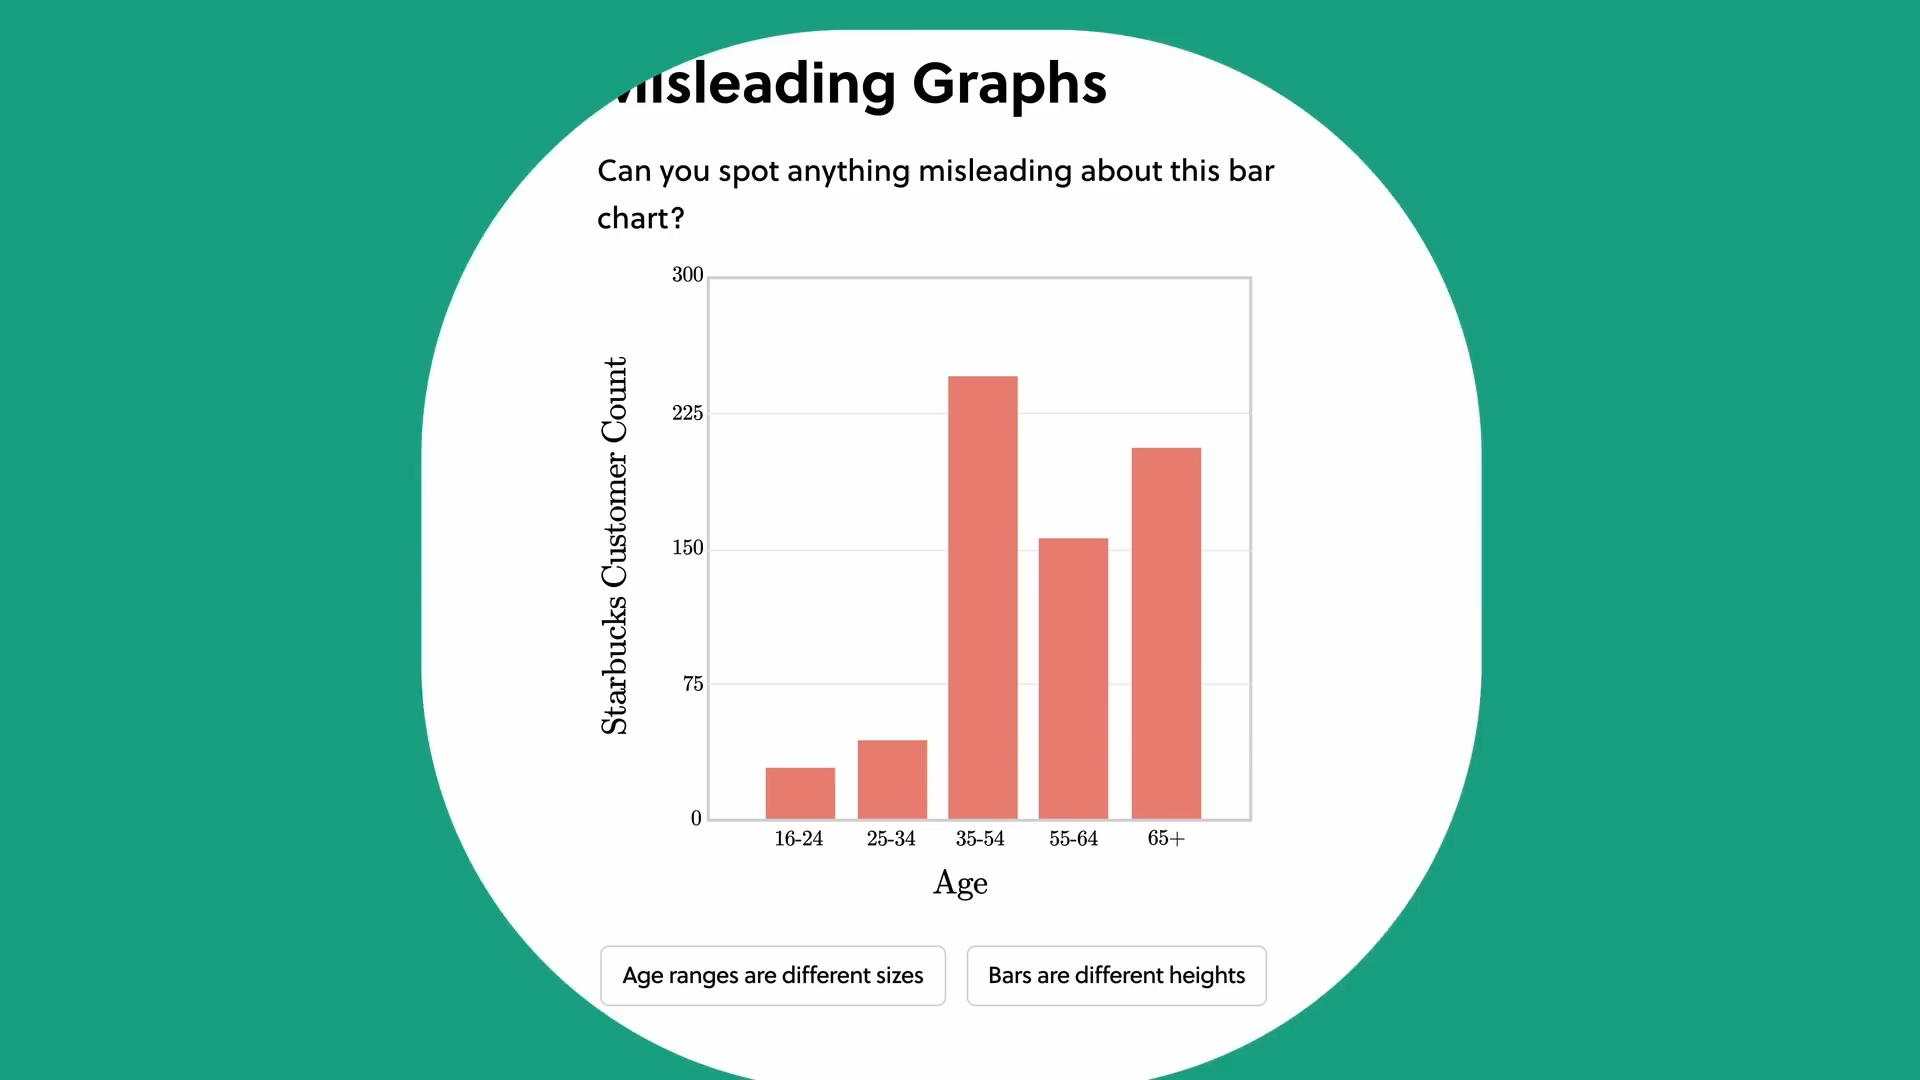 Misleading Graphs
Can you spot anything misleading about this bar
chart?
300
225
150
75
0
Starbucks Customer Count
16-24 25-34 35-54 55-64 65+
Age
Age ranges are different sizes
Bars are different heights